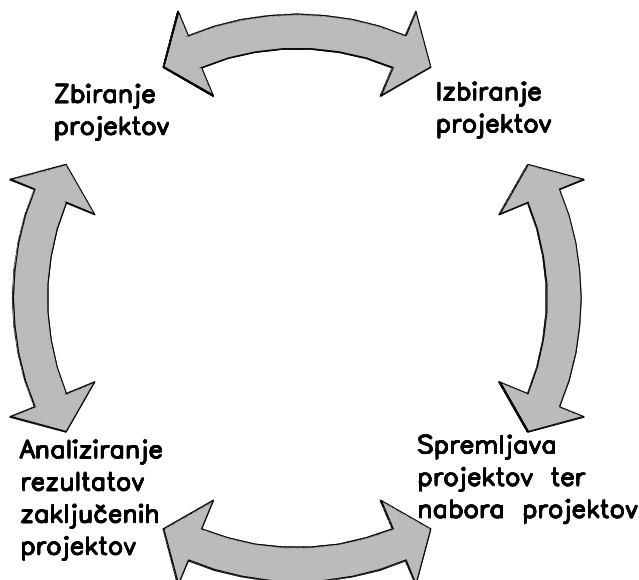 Zbiranje
projektov
Izbiranje
projektov
Analiziranje
rezultatov
zaključenih
projektov
Spremljava
projektov ter
nabora projektov